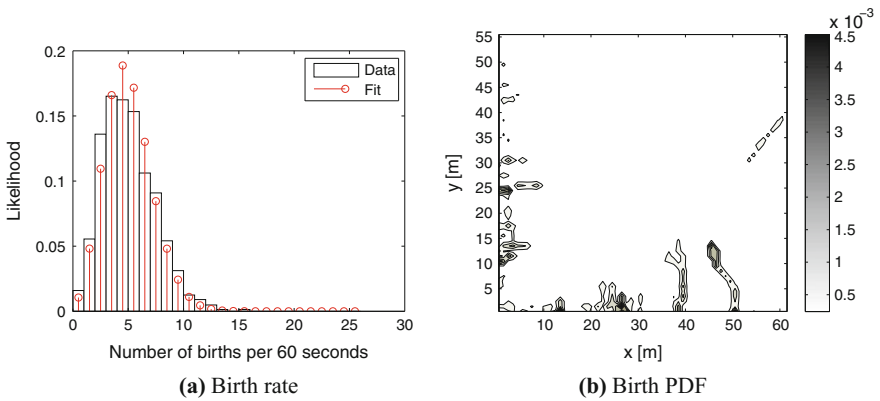 0.2
0.15
0.1
0.05
0
Likelihood
Data
Fit
0 5 10 15 20 25 30
Number of births per 60 seconds
(a) Birth rate
55
50
45
40
35
30
25
20
15
10
5
y [m]
10 20 30 40 50 60
x [m]
x 10⁻³
4.5
4
3.5
3
2.5
2
1.5
1
0.5
(b) Birth PDF